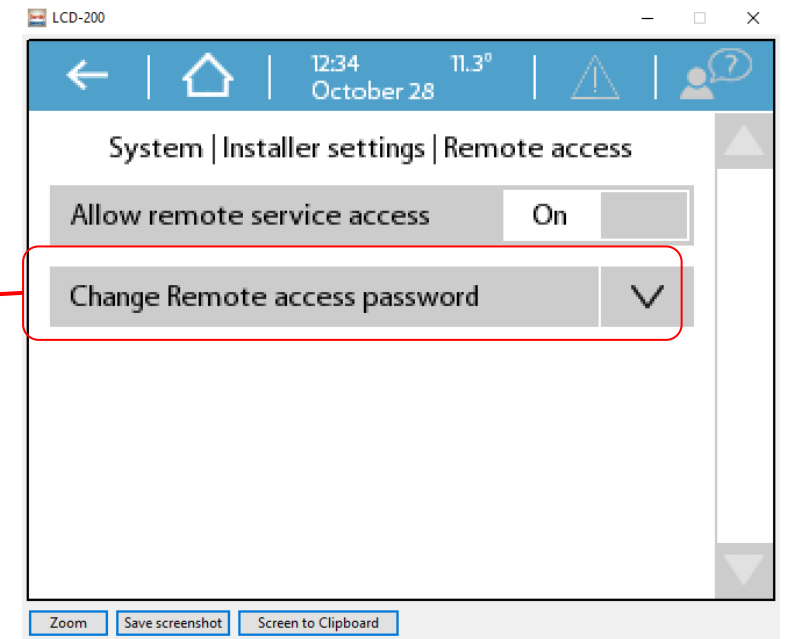 LCD-200
12:34 11.3°
October 28
?
System | Installer settings | Remote access
Allow remote service access On
Change Remote access password
Zoom Save screenshot Screen to Clipboard